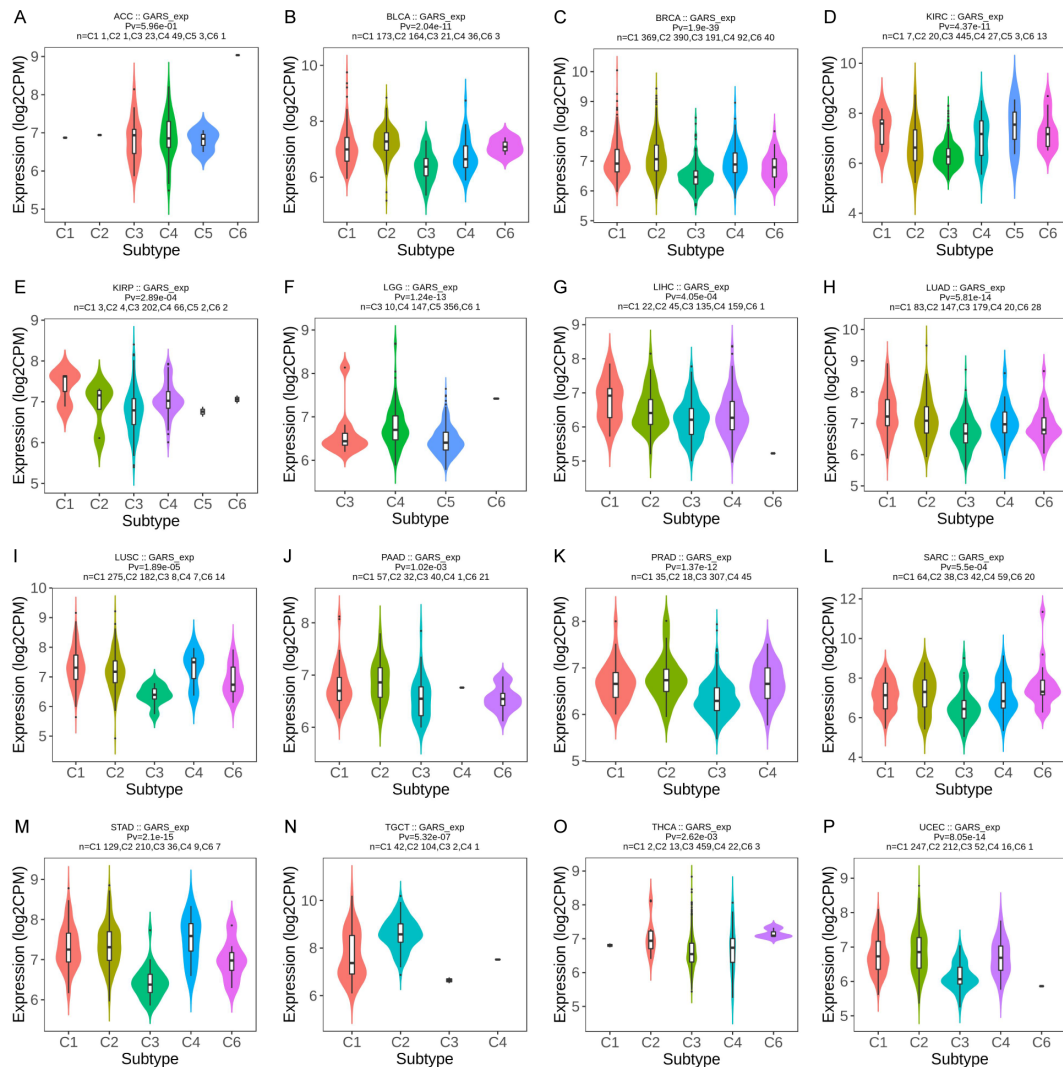 A
ACC :: GARS_exp
Pv=5.96e-01
n=C1 1,C2 1,C3 23,C4 49,C5 3,C6 1
Expression (log2CPM)
9
8
7
6
5
C1 C2 C3 C4 C5 C6
Subtype
B
BLCA :: GARS_exp
Pv=2.04e-11
n=C1 173,C2 164,C3 21,C4 36,C6 3
Expression (log2CPM)
10
8
6
C1 C2 C3 C4 C6
Subtype
C
BRCA :: GARS_exp
Pv=1.9e-39
n=C1 369,C2 390,C3 191,C4 92,C6 40
Expression (log2CPM)
10
9
8
7
6
5
C1 C2 C3 C4 C6
Subtype
D
KIRC :: GARS_exp
Pv=4.37e-11
n=C1 7,C2 20,C3 445,C4 27,C5 3,C6 13
Expression (log2CPM)
10
8
6
4
C1 C2 C3 C4 C5 C6
Subtype
E
KIRP :: GARS_exp
Pv=2.89e-04
n=C1 3,C2 4,C3 202,C4 66,C5 2,C6 2
Expression (log2CPM)
9
8
7
6
5
C1 C2 C3 C4 C5 C6
Subtype
F
LGG :: GARS_exp
Pv=1.24e-13
n=C3 10,C4 147,C5 356,C6 1
Expression (log2CPM)
9
8
7
6
C3 C4 C5 C6
Subtype
G
LIHC :: GARS_exp
Pv=4.05e-04
n=C1 22,C2 45,C3 135,C4 159,C6 1
Expression (log2CPM)
9
8
7
6
5
C1 C2 C3 C4 C6
Subtype
H
LUAD :: GARS_exp
Pv=5.81e-14
n=C1 83,C2 147,C3 179,C4 20,C6 28
Expression (log2CPM)
10
9
8
7
6
5
C1 C2 C3 C4 C6
Subtype
I
LUSC :: GARS_exp
Pv=1.89e-05
n=C1 275,C2 182,C3 8,C4 7,C6 14
Expression (log2CPM)
10
9
8
7
6
5
C1 C2 C3 C4 C6
Subtype
J
PAAD :: GARS_exp
Pv=1.02e-03
n=C1 57,C2 32,C3 40,C4 1,C6 21
Expression (log2CPM)
9
8
7
6
C1 C2 C3 C4 C6
Subtype
K
PRAD :: GARS_exp
Pv=1.37e-12
n=C1 35,C2 18,C3 307,C4 45
Expression (log2CPM)
9
8
7
6
5
C1 C2 C3 C4
Subtype
L
SARC :: GARS_exp
Pv=5.5e-04
n=C1 64,C2 38,C3 42,C4 59,C6 20
Expression (log2CPM)
12
10
8
6
4
C1 C2 C3 C4 C6
Subtype
M
STAD :: GARS_exp
Pv=2.1e-15
n=C1 129,C2 210,C3 36,C4 9,C6 7
Expression (log2CPM)
9
8
7
6
C1 C2 C3 C4 C6
Subtype
N
TGCT :: GARS_exp
Pv=5.32e-07
n=C1 42,C2 104,C3 2,C4 1
Expression (log2CPM)
10
8
6
C1 C2 C3 C4
Subtype
O
THCA :: GARS_exp
Pv=2.62e-03
n=C1 2,C2 13,C3 459,C4 22,C6 3
Expression (log2CPM)
9
8
7
6
5
C1 C2 C3 C4 C6
Subtype
P
UCEC :: GARS_exp
Pv=8.05e-14
n=C1 247,C2 212,C3 52,C4 16,C6 1
Expression (log2CPM)
9
8
7
6
5
C1 C2 C3 C4 C6
Subtype